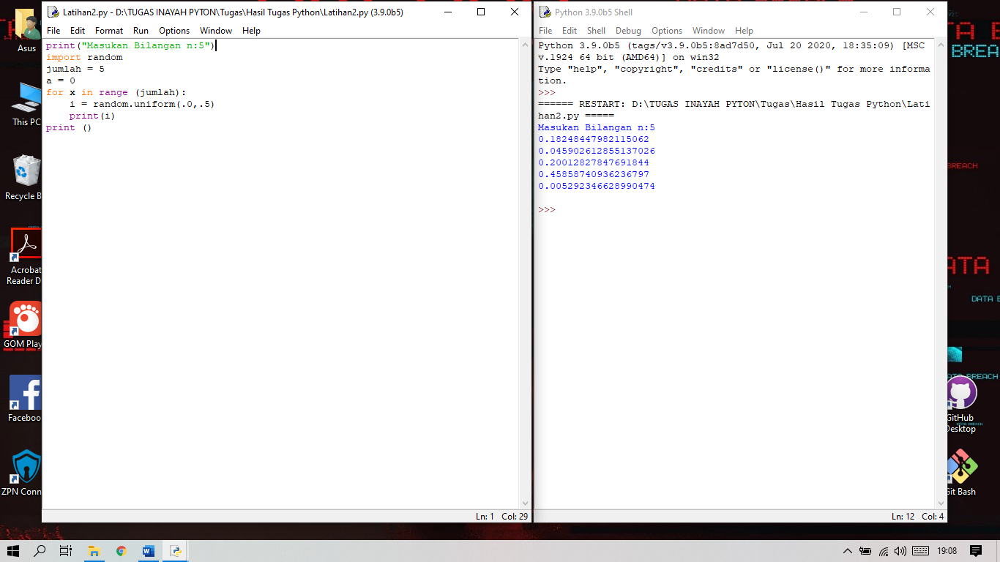 Latihan2.py - D:\TUGAS INAYAH PYTON\Tugas\Hasil Tugas Python\Latihan2.py (3.9.0b5)
File Edit Format Run Options Window Help
print("Masukan Bilangan n:5")
import random
jumlah = 5
a = 0
for x in range (jumlah):
    i = random.uniform(.0,.5)
    print(i)
print ()
Ln: 1 Col: 29
Python 3.9.0b5 Shell
File Edit Shell Debug Options Window Help
Python 3.9.0b5 (tags/v3.9.0b5:8ad7d50, Jul 20 2020, 18:35:09) [MSC
v.1924 64 bit (AMD64)] on win32
Type "help", "copyright", "credits" or "license()" for more informa
tion.
>>>
====== RESTART: D:\TUGAS INAYAH PYTON\Tugas\Hasil Tugas Python\Lati
han2.py =====
Masukan Bilangan n:5
0.18248447982115062
0.045902612855137026
0.20012827847691844
0.45858740936236797
0.005292346628990474
>>>
Ln: 12 Col: 4
Asus
This PC
Recycle B
Acrobat
Reader D
GOM Play
Faceboo
ZPN Conn
ATA
BREA
BREACH
ATA
DATA
DATA BREACH
GitHub
Desktop
Git Bash
19:08